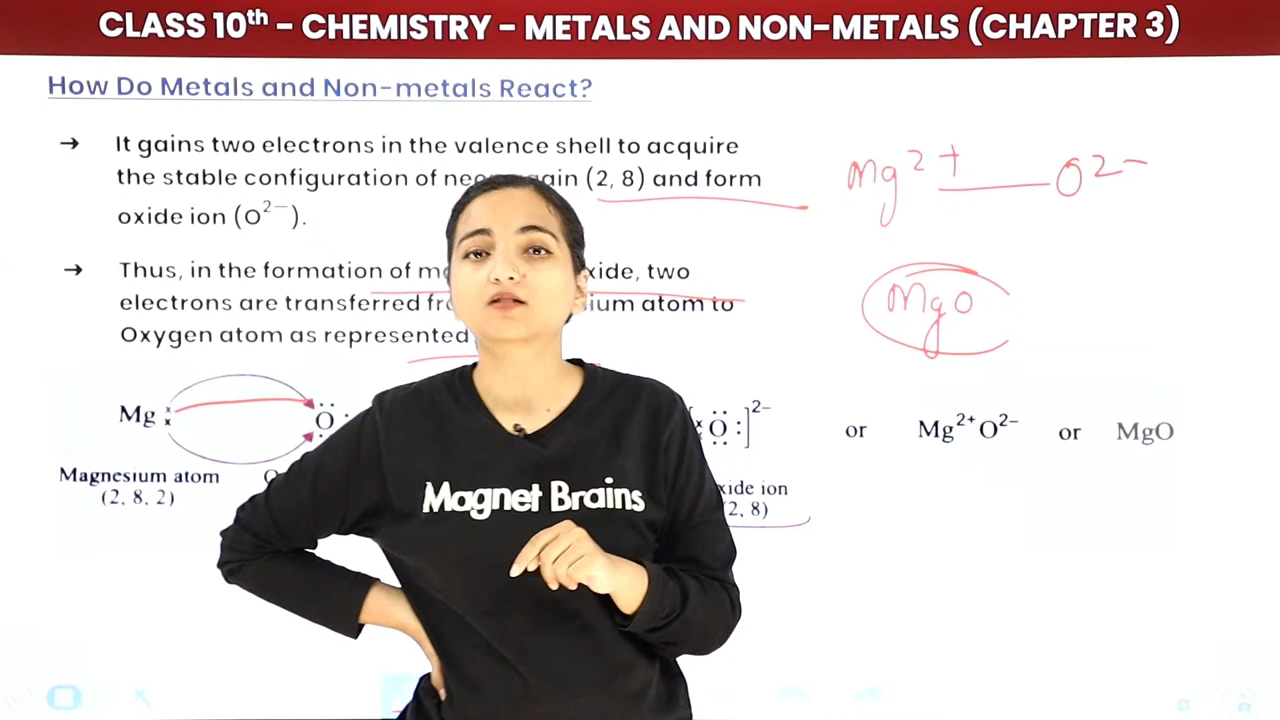 CLASS 10th - CHEMISTRY - METALS AND NON-METALS (CHAPTER 3)
How Do Metals and Non-metals React?
→ It gains two electrons in the valence shell to acquire
the stable configuration of (2, 8) and form
oxide ion (O²⁻).
Mg²⁺ O²⁻
→ Thus, in the formation of xide, two
electrons are transferred ium atom to
Oxygen atom as represented
MgO
Mg ×× O
×× O :]²⁻ or Mg²⁺O²⁻ or MgO
Magnesium atom
(2, 8, 2)
xide ion
(2, 8)
Magnet Brains